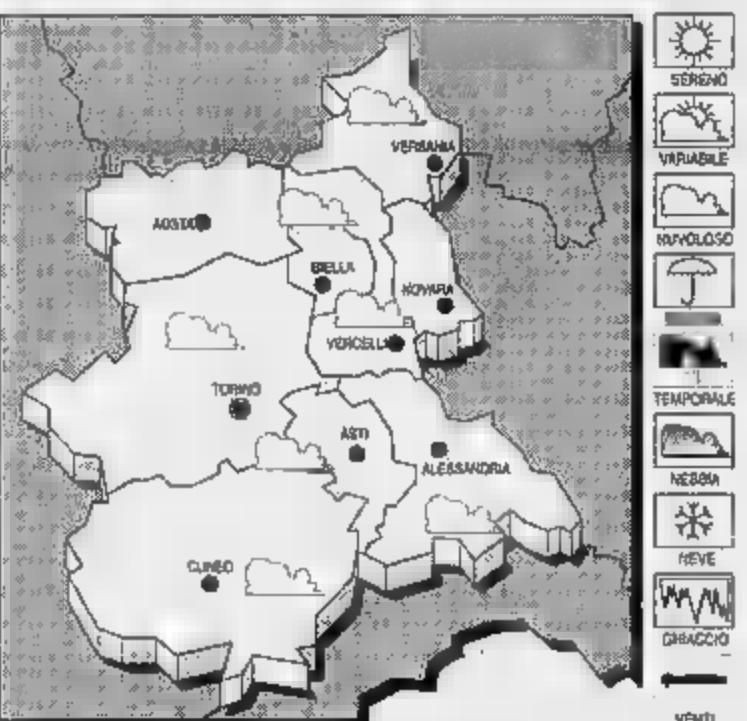 SERENO
VERBANIA
VARIABILE
AOSTA
NUVOLOSO
BIELLA
NOVARA
VERCELLI
TORINO
TEMPORALE
ASTI
ALESSANDRIA
NEBBIA
NEVE
CUNEO
GHIACCIO
VENTI